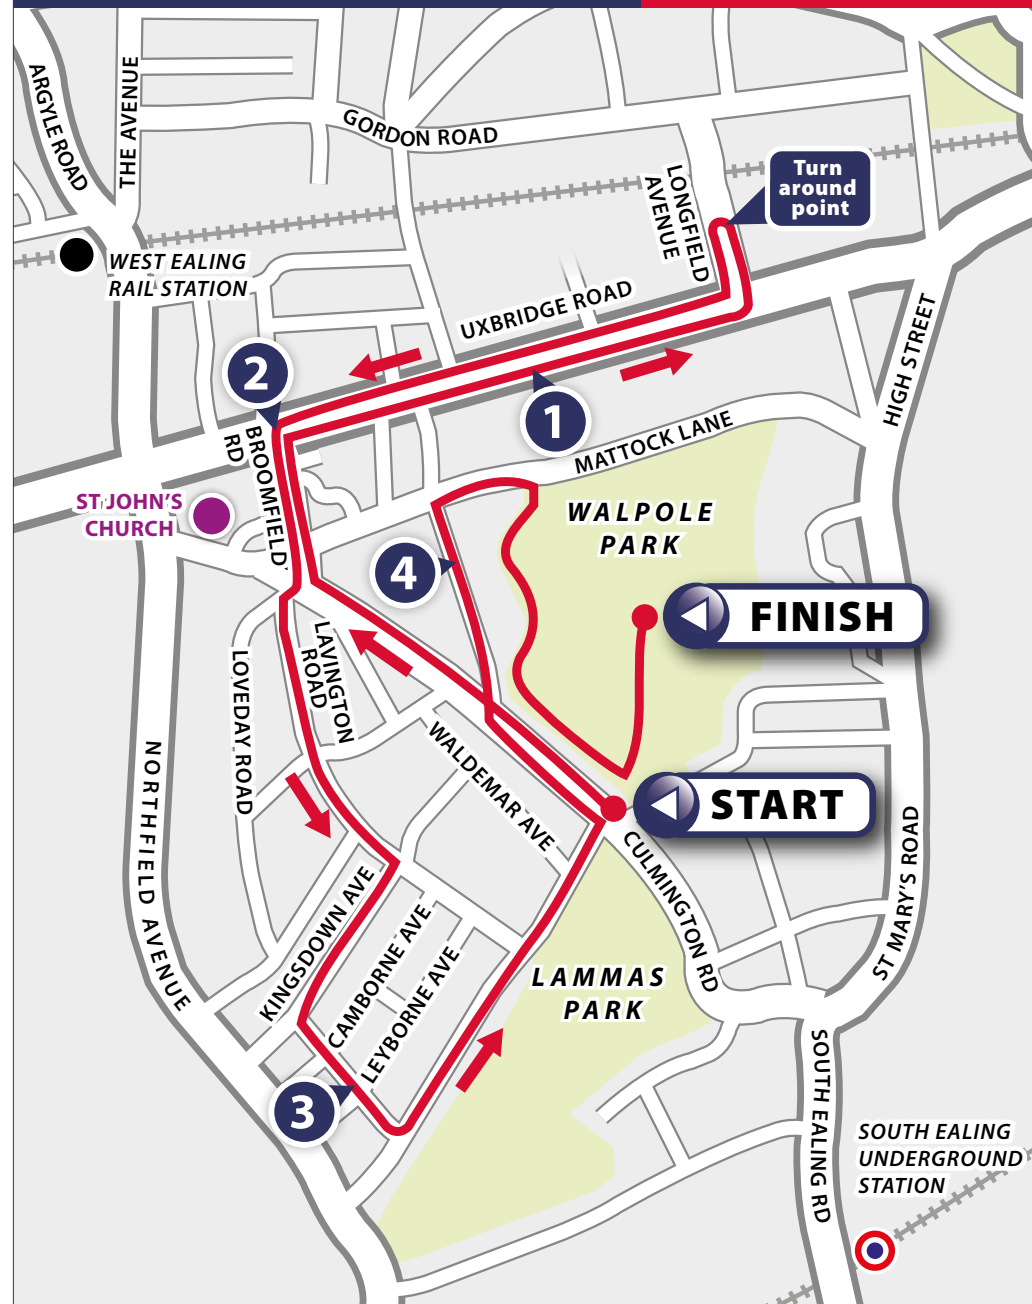 ARGYLE ROAD
THE AVENUE
GORDON ROAD
LONGFIELD
AVENUE
Turn
around
point
WEST EALING
RAIL STATION
UXBRIDGE ROAD
HIGH STREET
2
1
BROOMFIELD
RD
MATTOCK LANE
ST JOHN'S
CHURCH
WALPOLE
PARK
4
FINISH
LAVINGTON
ROAD
LOVEDAY ROAD
WALDEMAR AVE
START
NORTHFIELD AVENUE
CULMINGTON RD
ST MARY'S ROAD
KINGSDOWN AVE
CAMBORNE AVE
LEYBORNE AVE
LAMMAS
PARK
3
SOUTH EALING RD
SOUTH EALING
UNDERGROUND
STATION